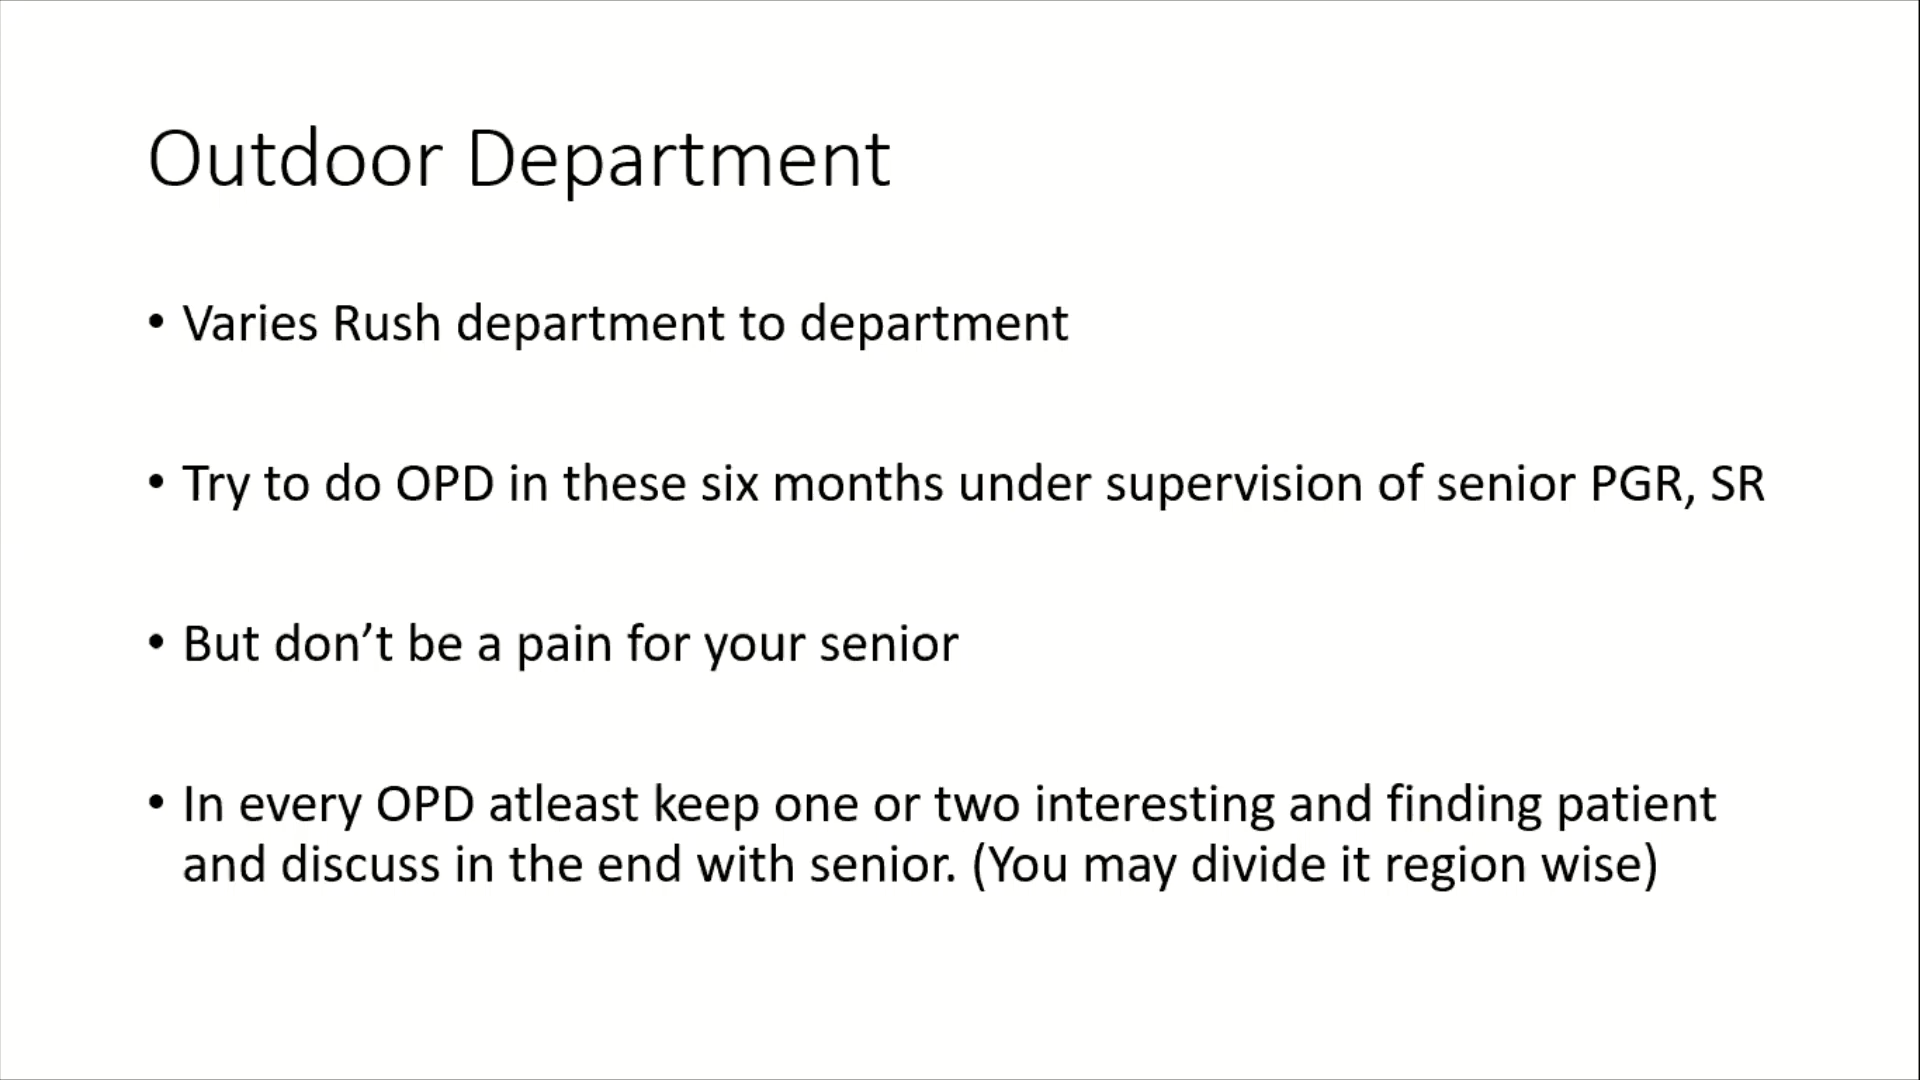 Outdoor Department
• Varies Rush department to department
• Try to do OPD in these six months under supervision of senior PGR, SR
• But don’t be a pain for your senior
• In every OPD atleast keep one or two interesting and finding patient
and discuss in the end with senior. (You may divide it region wise)